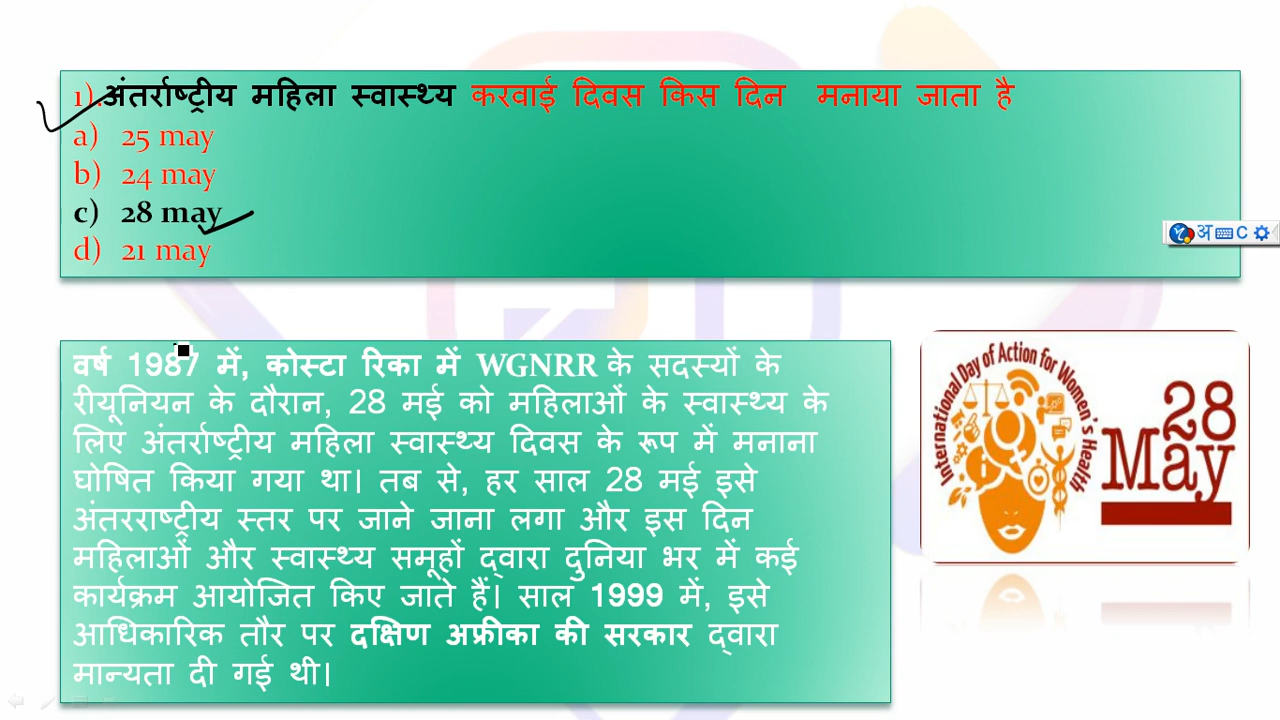 1).अंतर्राष्ट्रीय महिला स्वास्थ्य करवाई दिवस किस दिन मनाया जाता है
a) 25 may
b) 24 may
c) 28 may
d) 21 may
वर्ष 1987 में, कोस्टा रिका में WGNRR के सदस्यों के
रीयूनियन के दौरान, 28 मई को महिलाओं के स्वास्थ्य के
लिए अंतर्राष्ट्रीय महिला स्वास्थ्य दिवस के रूप में मनाना
घोषित किया गया था। तब से, हर साल 28 मई इसे
अंतरराष्ट्रीय स्तर पर जाने जाना लगा और इस दिन
महिलाओं और स्वास्थ्य समूहों द्वारा दुनिया भर में कई
कार्यक्रम आयोजित किए जाते हैं। साल 1999 में, इसे
आधिकारिक तौर पर दक्षिण अफ्रीका की सरकार द्वारा
मान्यता दी गई थी।
International Day of Action for Women's Health
28
May
अ C